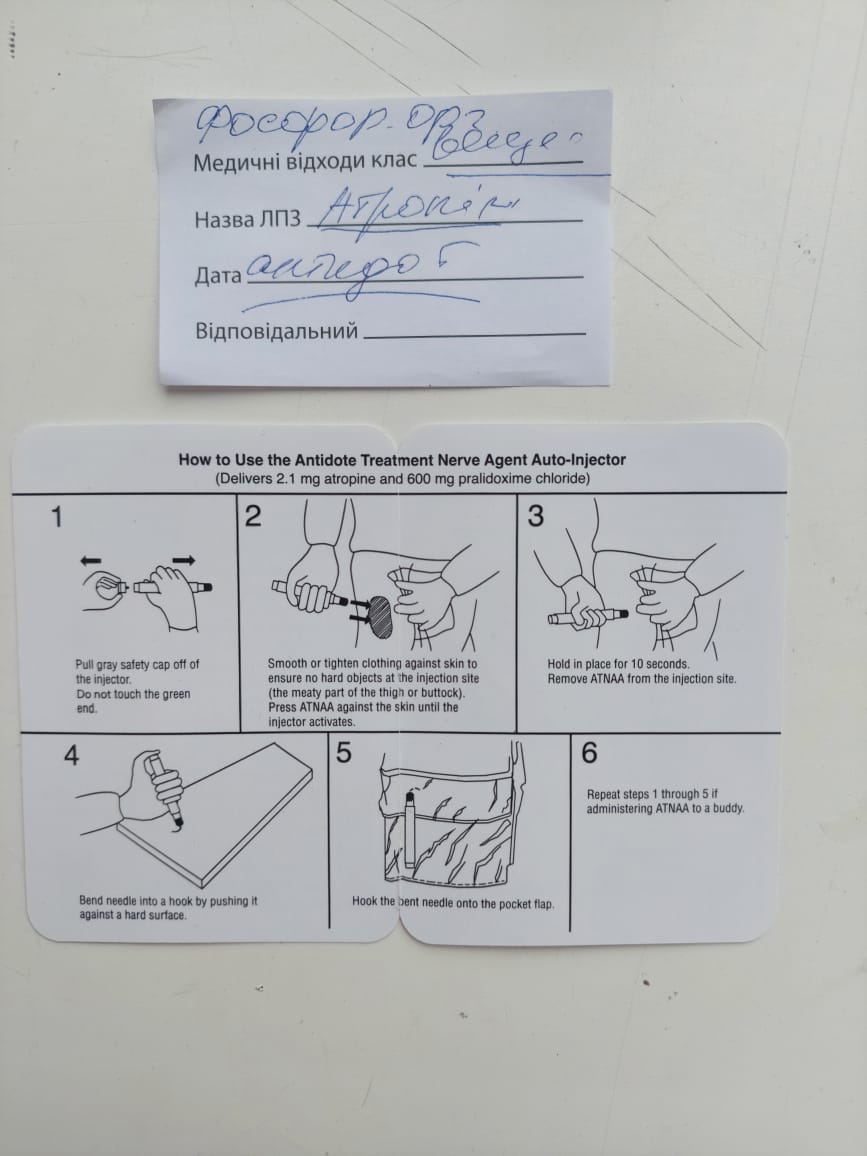 Фосфор. орг
Медичні відходи клас
Назва ЛПЗ Атропін
Дата антидот
Відповідальний
How to Use the Antidote Treatment Nerve Agent Auto-Injector
(Delivers 2.1 mg atropine and 600 mg pralidoxime chloride)
1
Pull gray safety cap off of
the injector.
Do not touch the green
end.
2
Smooth or tighten clothing against skin to
ensure no hard objects at the injection site
(the meaty part of the thigh or buttock).
Press ATNAA against the skin until the
injector activates.
3
Hold in place for 10 seconds.
Remove ATNAA from the injection site.
4
Bend needle into a hook by pushing it
against a hard surface.
5
Hook the bent needle onto the pocket flap.
6
Repeat steps 1 through 5 if
administering ATNAA to a buddy.